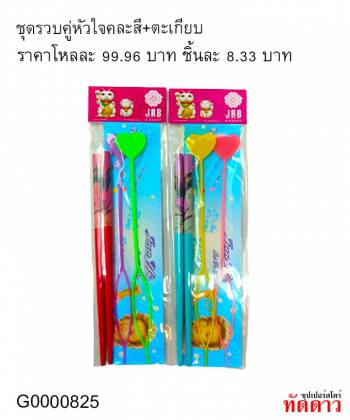 ชุดรวบคู่หัวใจคละสี+ตะเกียบ
ราคาโหลละ 99.96 บาท ชิ้นละ 8.33 บาท
JRB
JRB
G0000825
ซุปเปอร์สโตร์
ทัดดาว